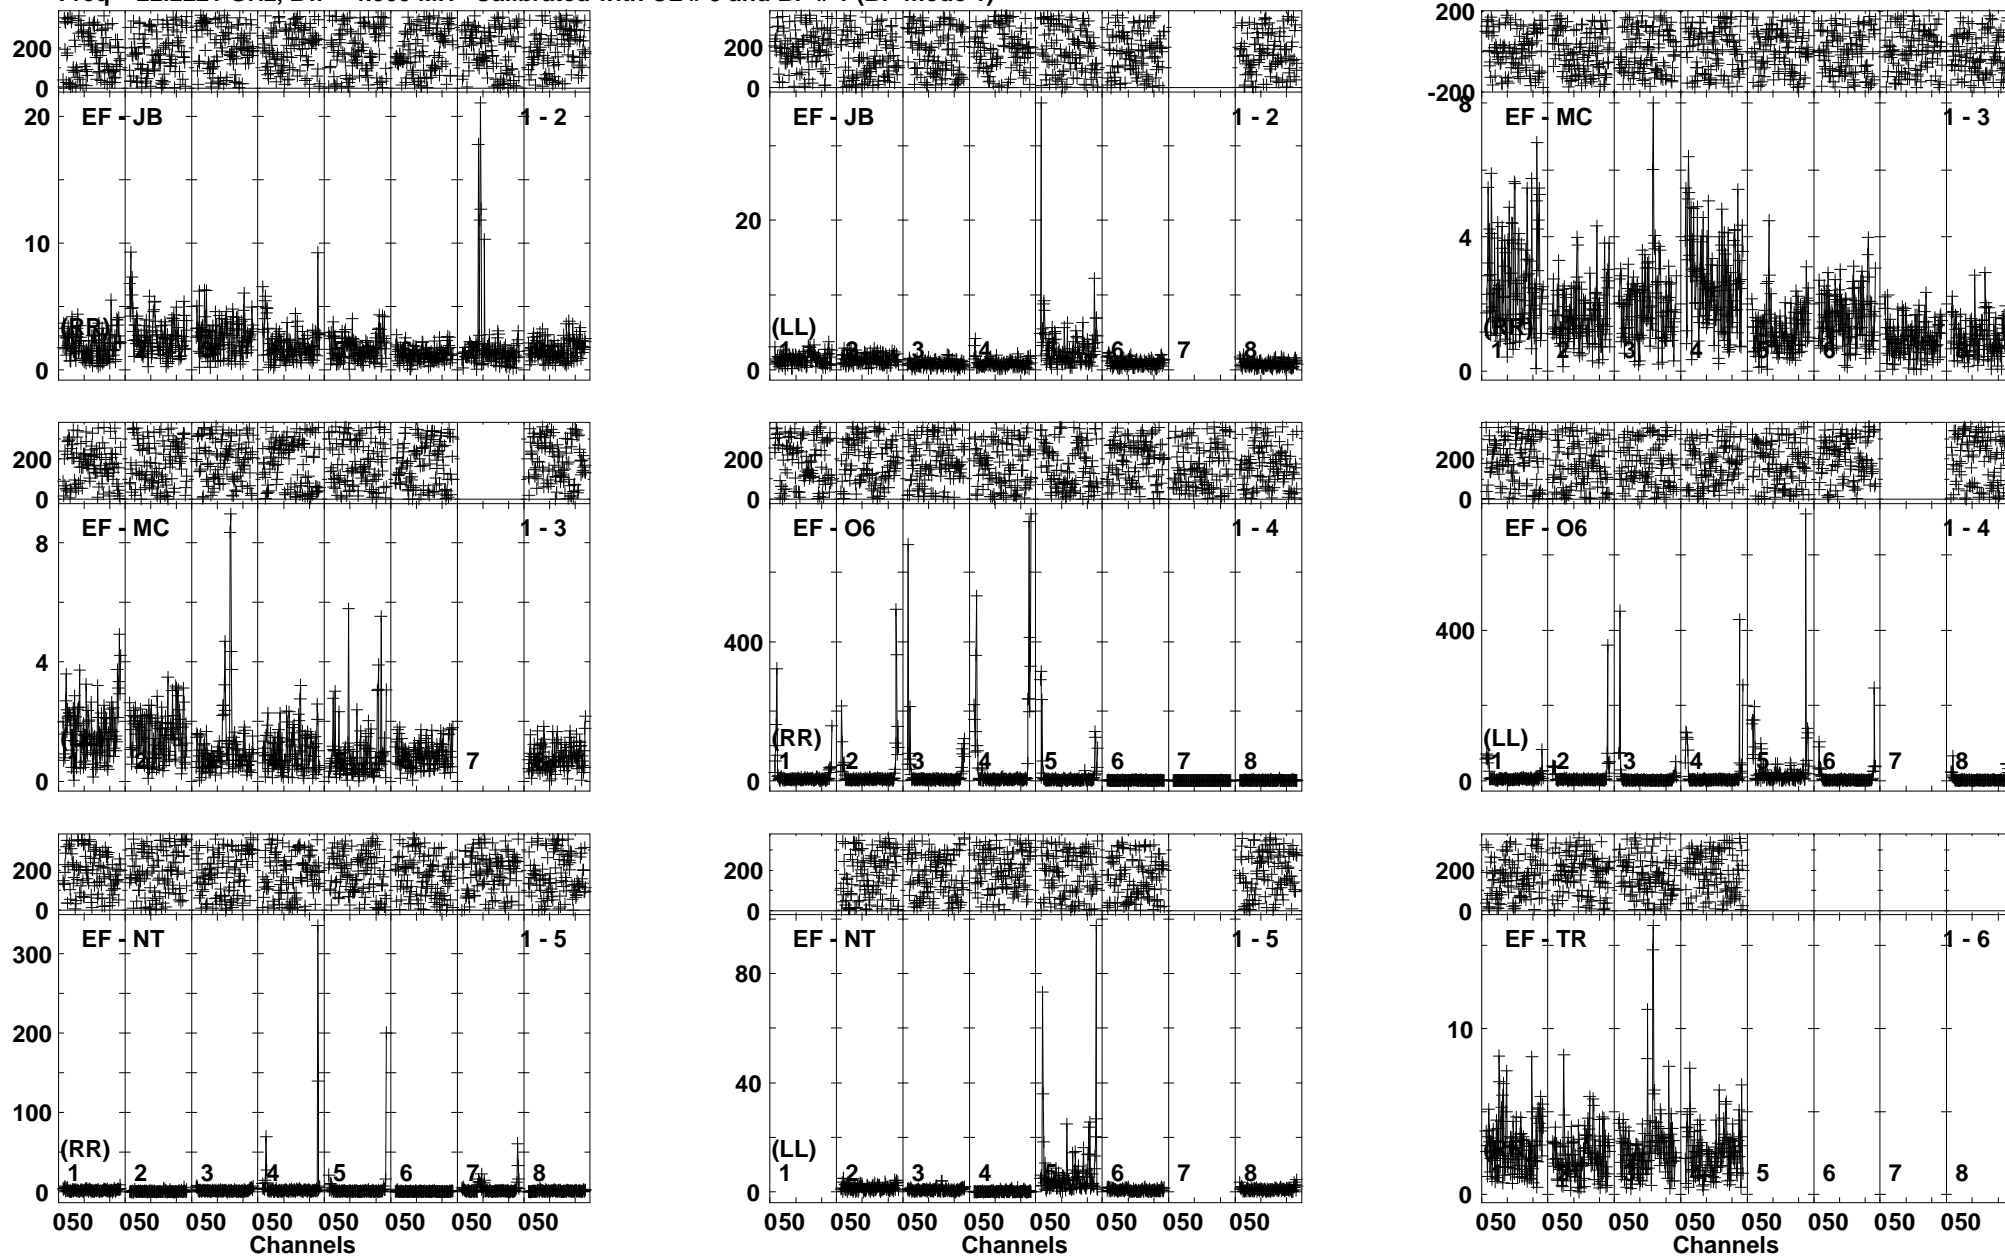 200 200 200
0 0 -200
20 EF - JB 1 - 2 EF - JB 1 - 2 8 EF - MC 1 - 3
10 20 4
(RR) (LL) (RR)
0 0 1 2 3 4 5 6 7 8 0 1 2 3 4 5 6
200 200 200
0 0 0
8 EF - MC 1 - 3 EF - O6 1 - 4 EF - O6 1 - 4
4 400 400
(RR) (LL)
0 7 0 1 2 3 4 5 6 7 8 0 1 2 3 4 5 6 7 8
200 200 200
0 0 0
300 EF - NT 1 - 5 80 EF - NT 1 - 5 EF - TR 1 - 6
200 40 10
100
(RR) (LL)
0 1 2 3 4 5 6 7 8 0 1 2 3 4 5 6 7 8 0 5 6 7 8
050 050 050 050 050 050 050 050 050 050 050 050 050 050 050 050 050 050 050 050 050 050 050 050
Channels Channels